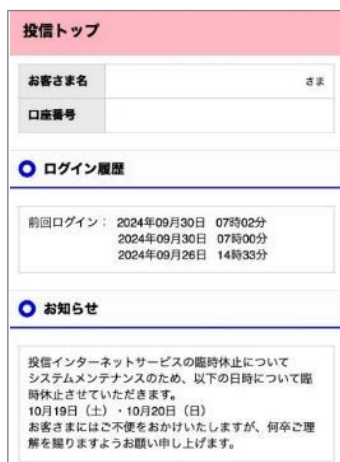 投信トップ
お客さま名 さま
口座番号
ログイン履歴
前回ログイン： 2024年09月30日 07時02分
2024年09月30日 07時00分
2024年09月26日 14時33分
お知らせ
投信インターネットサービスの臨時休止について
システムメンテナンスのため、以下の日時について臨
時休止させていただきます。
10月19日（土）・10月20日（日）
お客さまにはご不便をおかけいたしますが、何卒ご理
解を賜りますようお願い申し上げます。